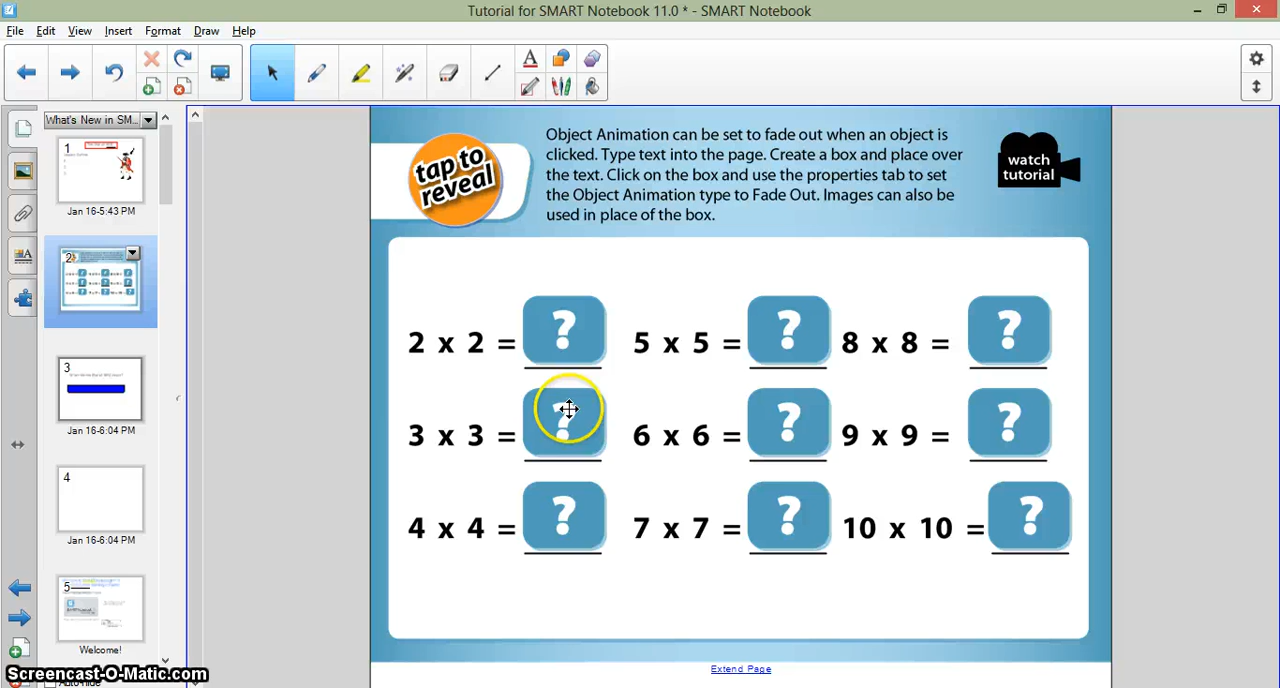 Tutorial for SMART Notebook 11.0 * - SMART Notebook
File Edit View Insert Format Draw Help
What's New in SM...
1
Jan 16-5:43 PM
2
3
Jan 16-6:04 PM
4
Jan 16-6:04 PM
5
Welcome!
Auto-hide
tap to
reveal
Object Animation can be set to fade out when an object is
clicked. Type text into the page. Create a box and place over
the text. Click on the box and use the properties tab to set
the Object Animation type to Fade Out. Images can also be
used in place of the box.
watch
tutorial
2 x 2 = ? 5 x 5 = ? 8 x 8 = ?
3 x 3 = ? 6 x 6 = ? 9 x 9 = ?
4 x 4 = ? 7 x 7 = ? 10 x 10 = ?
Extend Page
Screencast-O-Matic.com